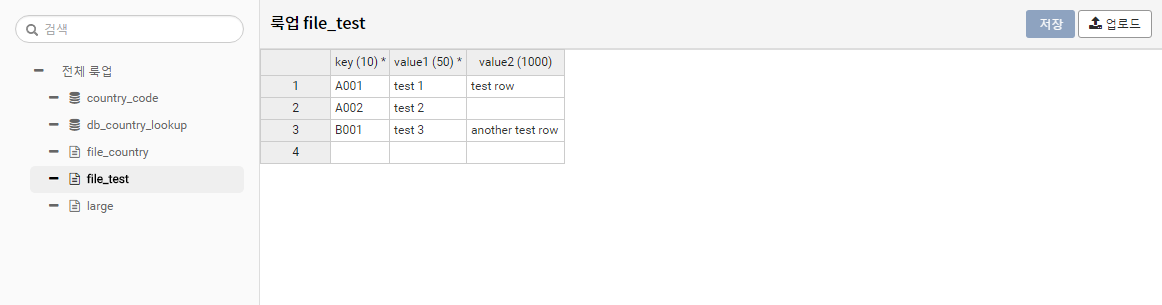 검색
전체 룩업
country_code
db_country_lookup
file_country
file_test
large
룩업 file_test
저장
업로드
key (10) * value1 (50) * value2 (1000)
1 A001 test 1 test row
2 A002 test 2
3 B001 test 3 another test row
4